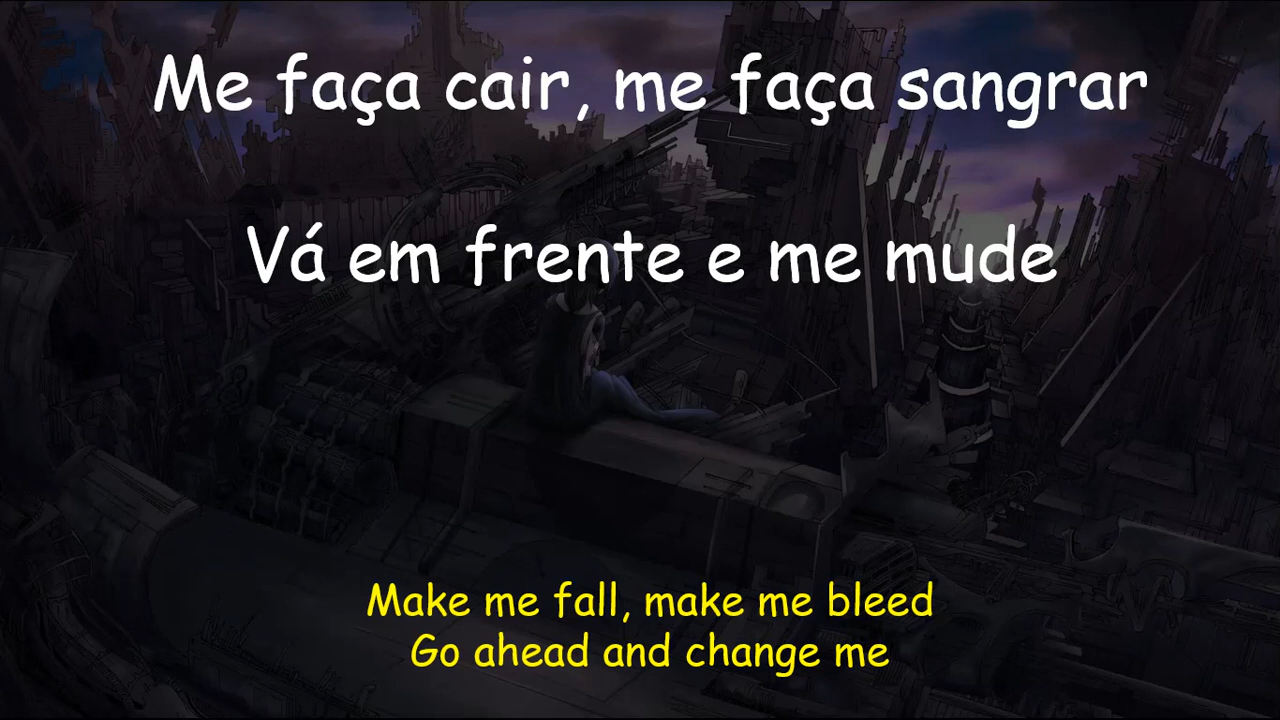 Me faça cair, me faça sangrar
Vá em frente e me mude
Make me fall, make me bleed
Go ahead and change me